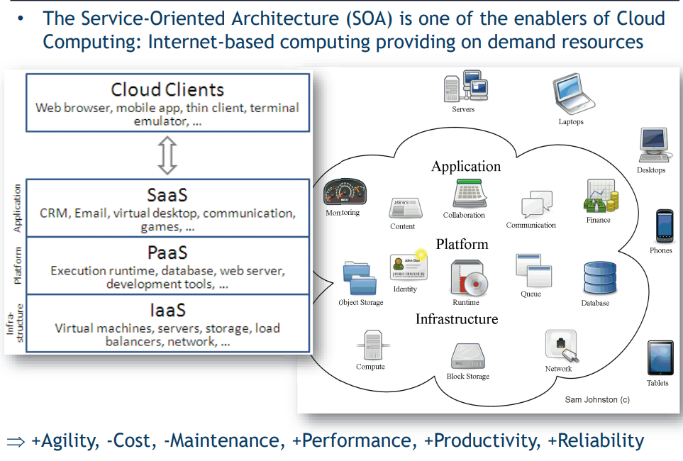 • The Service-Oriented Architecture (SOA) is one of the enablers of Cloud
Computing: Internet-based computing providing on demand resources
Cloud Clients
Web browser, mobile app, thin client, terminal
emulator, ...
Application
SaaS
CRM, Email, virtual desktop, communication,
games, ...
Platform
PaaS
Execution runtime, database, web server,
development tools, ...
Infra-
structure
IaaS
Virtual machines, servers, storage, load
balancers, network, ...
Servers
Laptops
Desktops
Application
Monitoring
Content
Collaboration
Communication
Finance
Phones
Platform
Object Storage
Identity
Runtime
Queue
Database
Infrastructure
Compute
Block Storage
Network
Tablets
Sam Johnston (c)
⇒ +Agility, -Cost, -Maintenance, +Performance, +Productivity, +Reliability